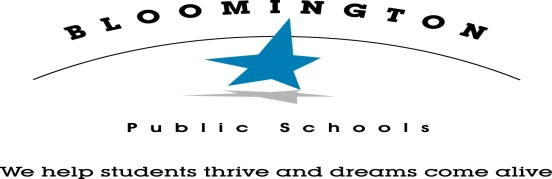 BLOOMINGTON
Public Schools
We help students thrive and dreams come alive